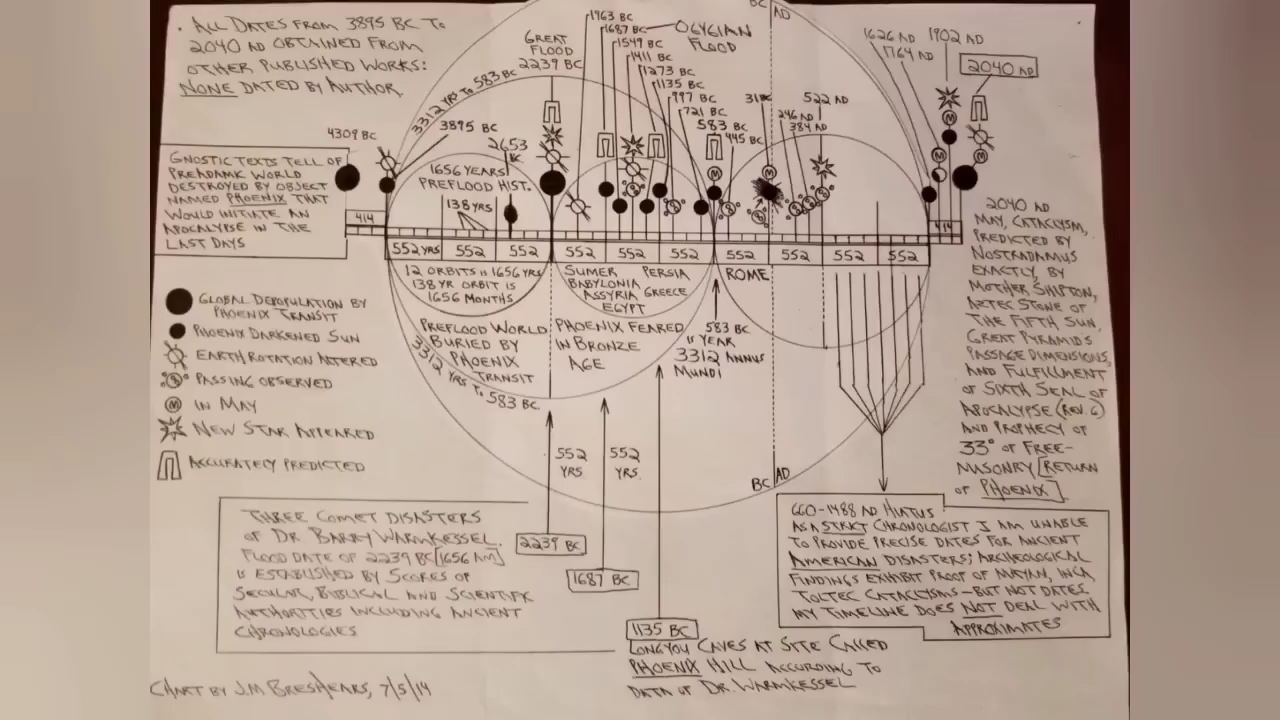 • ALL DATES FROM 3895 BC TO
2040 AD OBTAINED FROM
OTHER PUBLISHED WORKS:
NONE DATED BY AUTHOR
GREAT
FLOOD
2239 BC
1963 BC
1687 BC
OGYGIAN
FLOOD
1549 BC
1411 BC
1273 BC
1135 BC
997 BC
721 BC
583 BC
445 BC
BC AD
31 BC
522 AD
246 AD
384 AD
1626 AD
1902 AD
1764 AD
2040 AD
3312 YRS TO 583 BC
4309 BC
3895 BC
2653
BC
GNOSTIC TEXTS TELL OF
PREADAMIC WORLD
DESTROYED BY OBJECT
NAMED PHOENIX THAT
WOULD INITIATE AN
APOCALYPSE IN THE
LAST DAYS
1656 YEARS
PREFLOOD HIST.
138 YRS
M
M
M
M
M
M
414
414
552 YRS
552
552
552
552
552
552
552
552
552
12 ORBITS IS 1656 YRS
138 YR ORBIT IS
1656 MONTHS
SUMER PERSIA
BABYLONIA
ASSYRIA GREECE
EGYPT
ROME
PREFLOOD WORLD
BURIED BY
PHOENIX
TRANSIT
PHOENIX FEARED
IN BRONZE
AGE
583 BC
IS YEAR
3312 ANNUS
MUNDI
3312 YRS TO 583 BC.
GLOBAL DEPOPULATION BY
PHOENIX TRANSIT
PHOENIX DARKENED SUN
EARTH ROTATION ALTERED
PASSING OBSERVED
M IN MAY
NEW STAR APPEARED
ACCURATELY PREDICTED
2040 AD
MAY, CATACLYSM,
PREDICTED BY
NOSTRADAMUS
EXACTLY, BY
MOTHER SHIPTON,
AZTEC STONE OF
THE FIFTH SUN,
GREAT PYRAMID'S
PASSAGE DIMENSIONS,
AND FULFILLMENT
OF SIXTH SEAL OF
APOCALYPSE (REV. 6)
AND PROPHECY OF
33° OF FREE-
MASONRY [RETURN
OF PHOENIX].
552
YRS
552
YRS
BC AD
THREE COMET DISASTERS
OF DR. BARRY WARMKESSEL.
FLOOD DATE OF 2239 BC [1656 AM]
IS ESTABLISHED BY SCORES OF
SECULAR, BIBLICAL AND SCIENTIFIC
AUTHORITIES INCLUDING ANCIENT
CHRONOLOGIES
2239 BC
1687 BC
1135 BC
LONGYOU CAVES AT SITE CALLED
PHOENIX HILL ACCORDING TO
DATA OF DR. WARMKESSEL
660-1488 AD HIATUS
AS A STRICT CHRONOLOGIST I AM UNABLE
TO PROVIDE PRECISE DATES FOR ANCIENT
AMERICAN DISASTERS; ARCHEOLOGICAL
FINDINGS EXHIBIT PROOF OF MAYAN, INCA
TOLTEC CATACLYSMS - BUT NOT DATES.
MY TIMELINE DOES NOT DEAL WITH
APPROXIMATES
CHART BY J.M BRESHEARS, 7/5/14